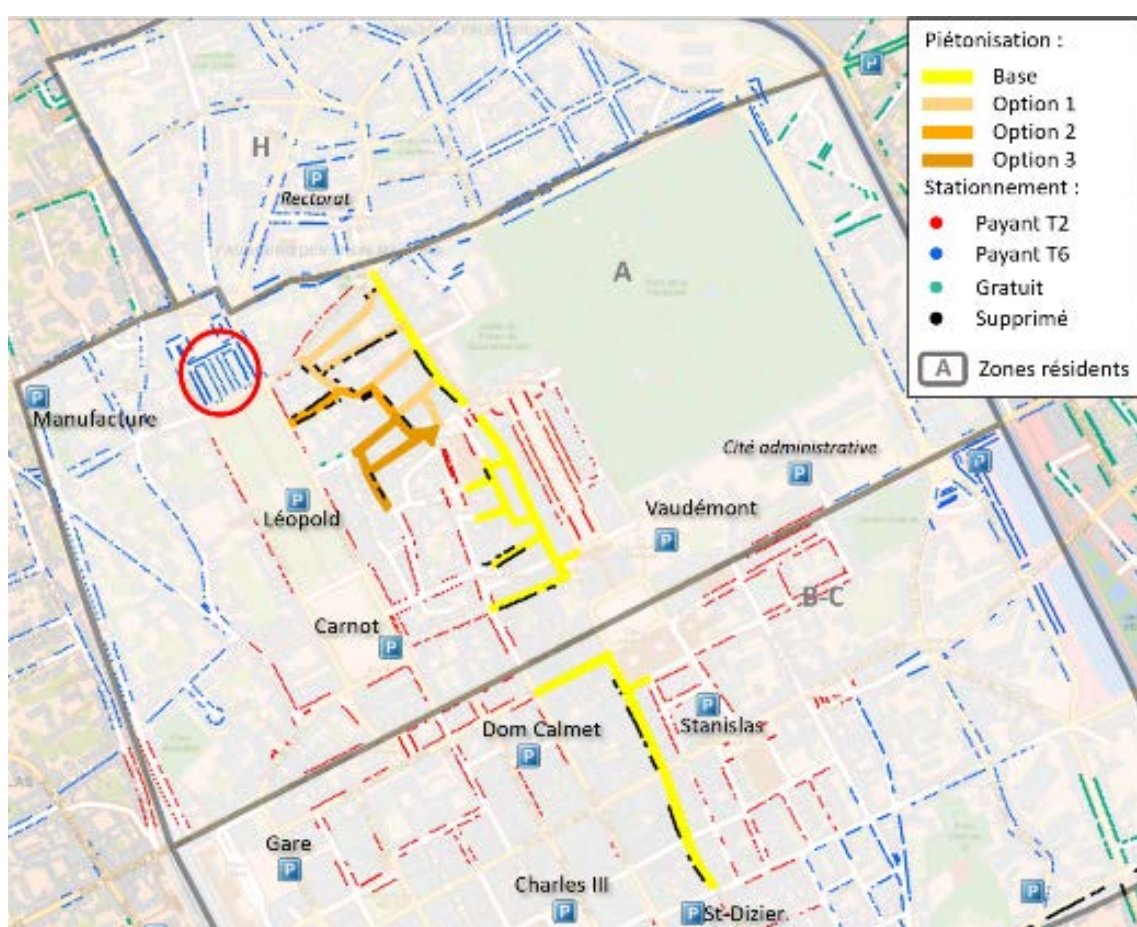 Piétonisation :
Base
Option 1
Option 2
Option 3
Stationnement :
Payant T2
Payant T6
Gratuit
Supprimé
A Zones résidents
P
H
P
Rectorat
A
P
Manufacture
Cité administrative
P
P
P
Léopold
Vaudémont
P
B-C
Carnot
P
P
Stanislas
Dom Calmet
P
Gare
P
Charles III
P
P St-Dizier.
P